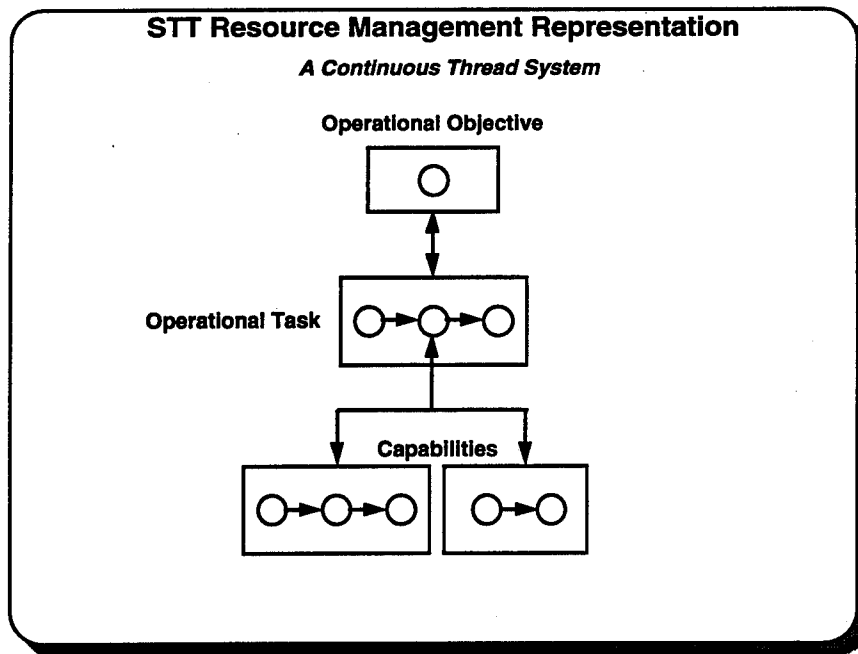 STT Resource Management Representation
A Continuous Thread System
Operational Objective
Operational Task
Capabilities